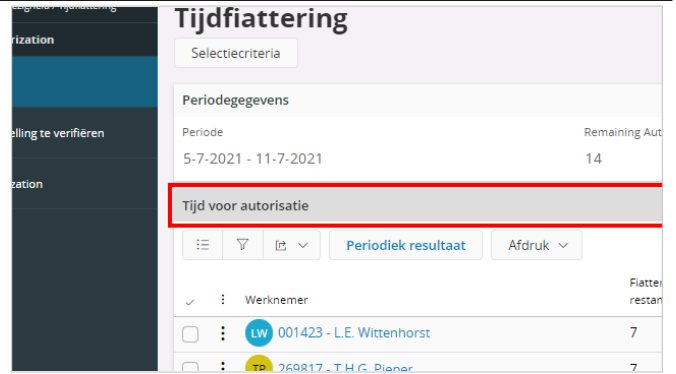 Tijdfiattering
rization
Selectiecriteria
Periodegegevens
elling te verifiëren
Periode
Remaining Aut
5-7-2021 - 11-7-2021
14
zation
Tijd voor autorisatie
Periodiek resultaat
Afdruk
Werknemer
Fiatter
restan
LW 001423 - L.E. Wittenhorst
7
TP 269817 - T.H.G. Pieper
7